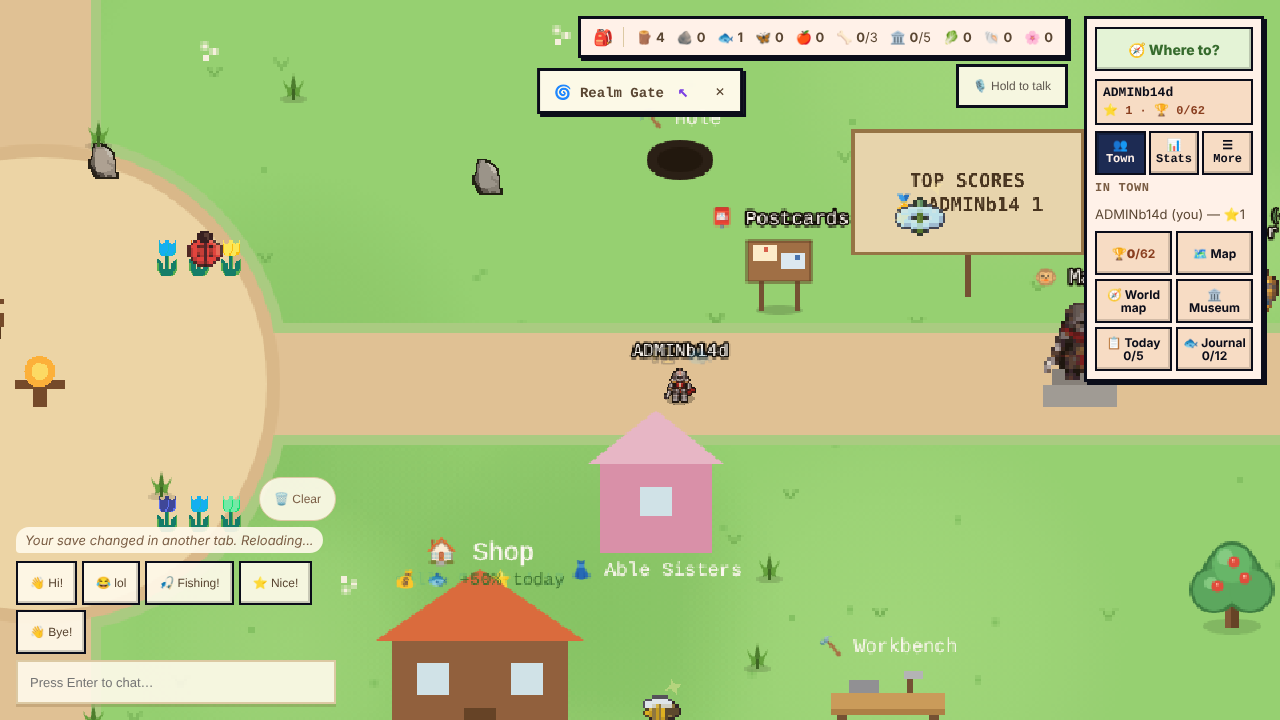 🎒 🪵 4 🪨 0 🐟 1 🦋 0 🍎 0 🦴 0/3 🏛️ 0/5 🥬 0 🐚 0 🌸 0
🧭 Where to?
🌀 Realm Gate ↖ ×
🎙️ Hold to talk
ADMINb14d
⭐ 1 · 🏆 0/62
👥 Town
📊 Stats
☰ More
IN TOWN
ADMINb14d (you) — ⭐1
🏆0/62
🗺️ Map
🧭 World map
🏛️ Museum
📋 Today 0/5
🐟 Journal 0/12
Hole
TOP SCORES
ADMINb14 1
📮 Postcards
ADMINb14d
🗑️ Clear
Your save changed in another tab. Reloading...
👋 Hi!
😂 lol
🎣 Fishing!
⭐ Nice!
👋 Bye!
Press Enter to chat...
🏠 Shop
💰 🐟 +50% ⭐ today
👗 Able Sisters
🔨 Workbench